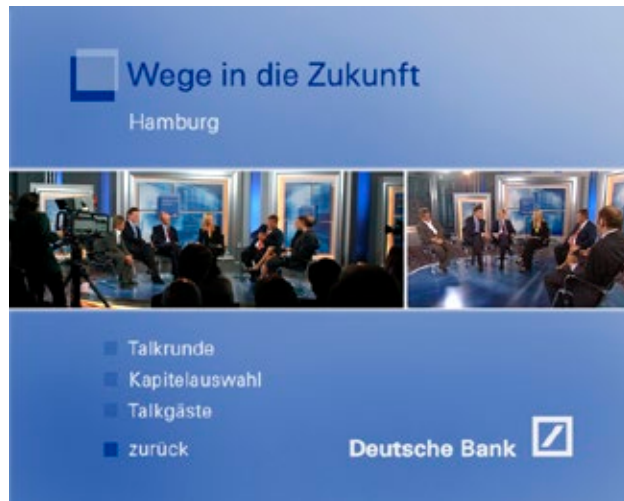 Wege in die Zukunft
Hamburg
Talkrunde
Kapitelauswahl
Talkgäste
zurück
Deutsche Bank